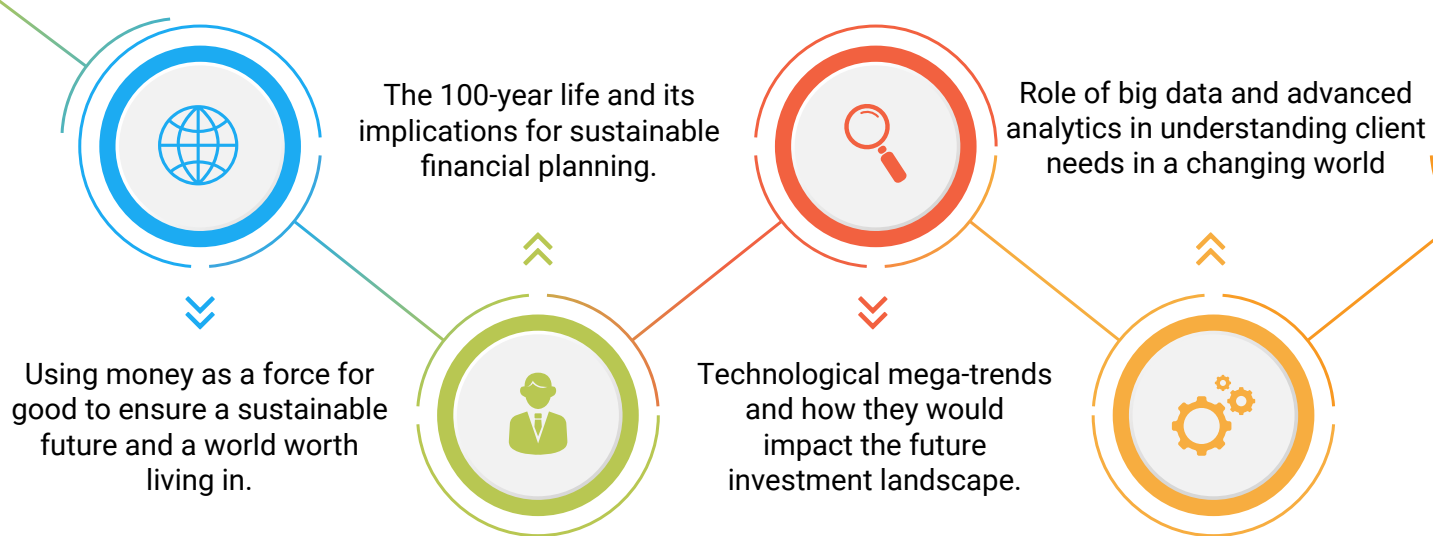 Using money as a force for
good to ensure a sustainable
future and a world worth
living in.
The 100-year life and its
implications for sustainable
financial planning.
Technological mega-trends
and how they would
impact the future
investment landscape.
Role of big data and advanced
analytics in understanding client
needs in a changing world